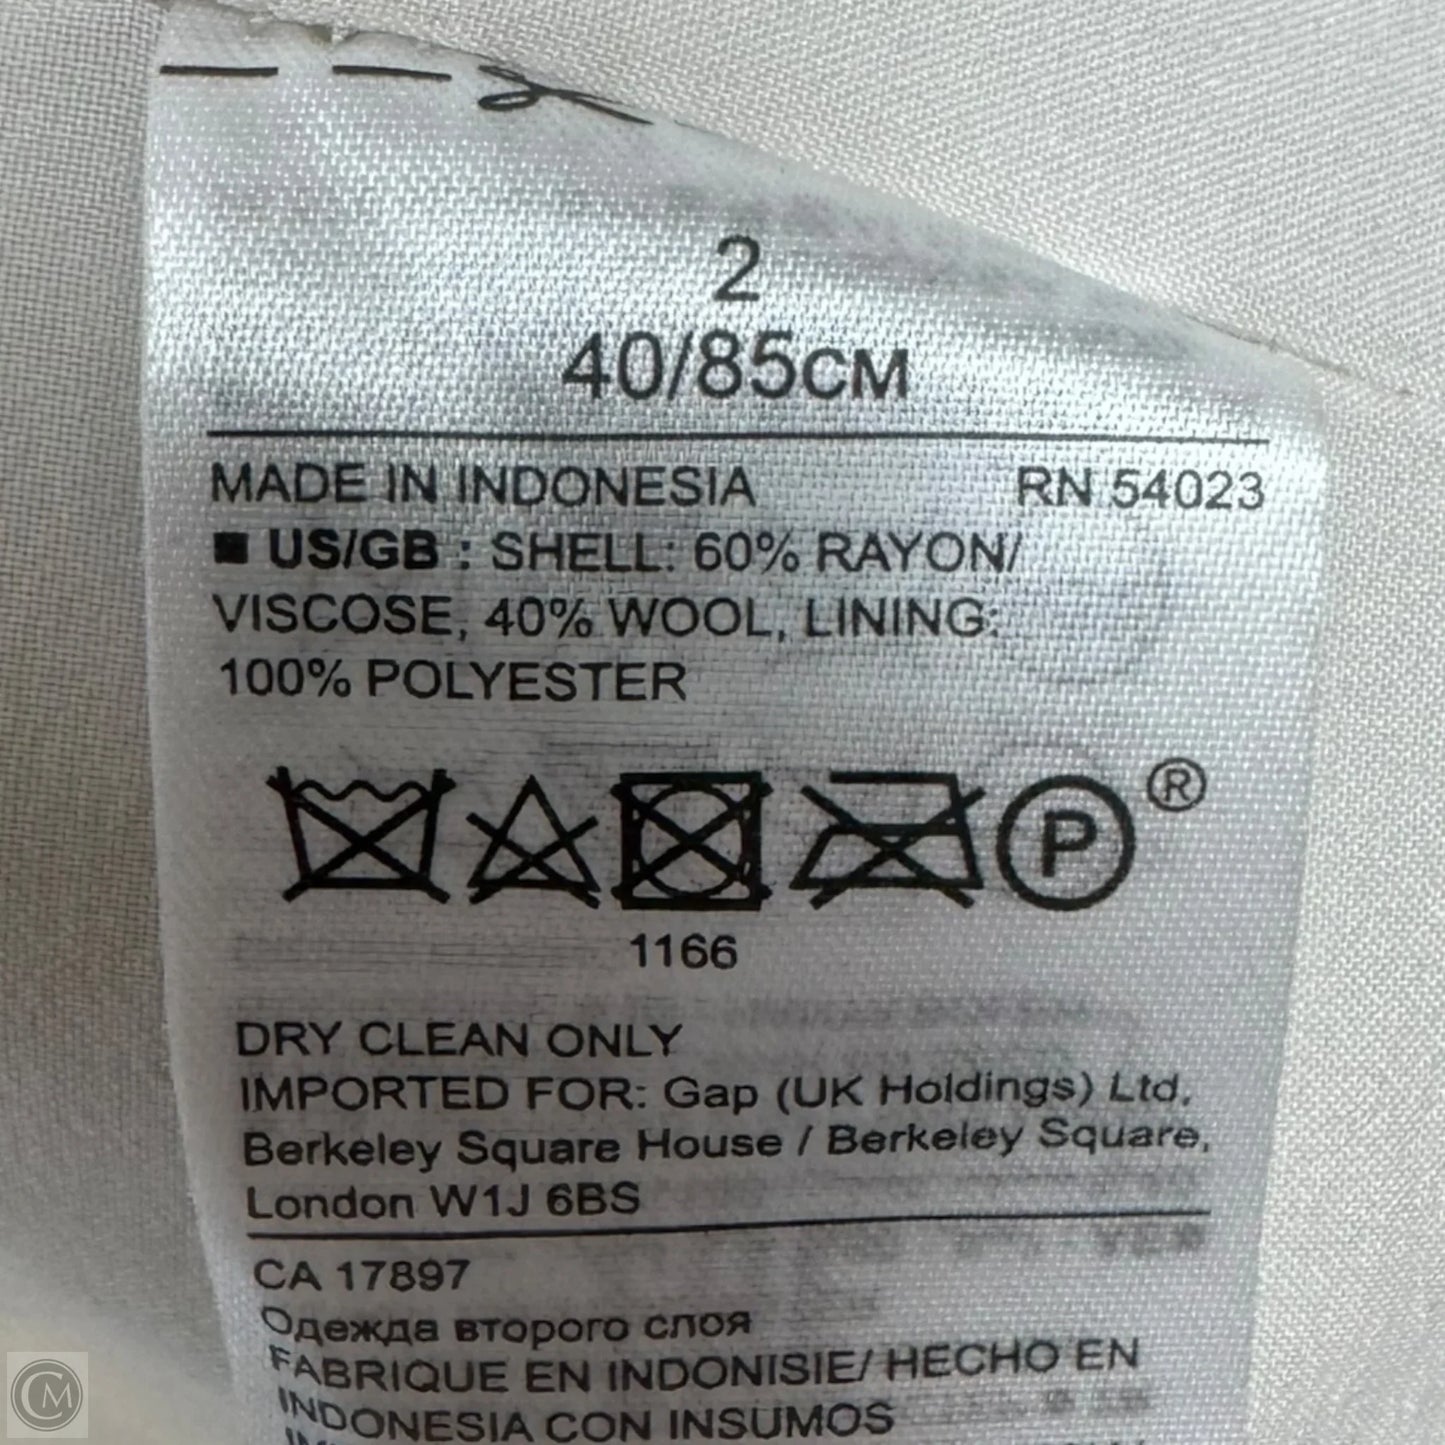 2
40/85CM
MADE IN INDONESIA RN 54023
■ US/GB : SHELL: 60% RAYON/
VISCOSE, 40% WOOL, LINING:
100% POLYESTER
P ®
1166
DRY CLEAN ONLY
IMPORTED FOR: Gap (UK Holdings) Ltd,
Berkeley Square House / Berkeley Square,
London W1J 6BS
CA 17897
Одежда второго слоя
FABRIQUE EN INDONISIE/ HECHO EN
INDONESIA CON INSUMOS
CM